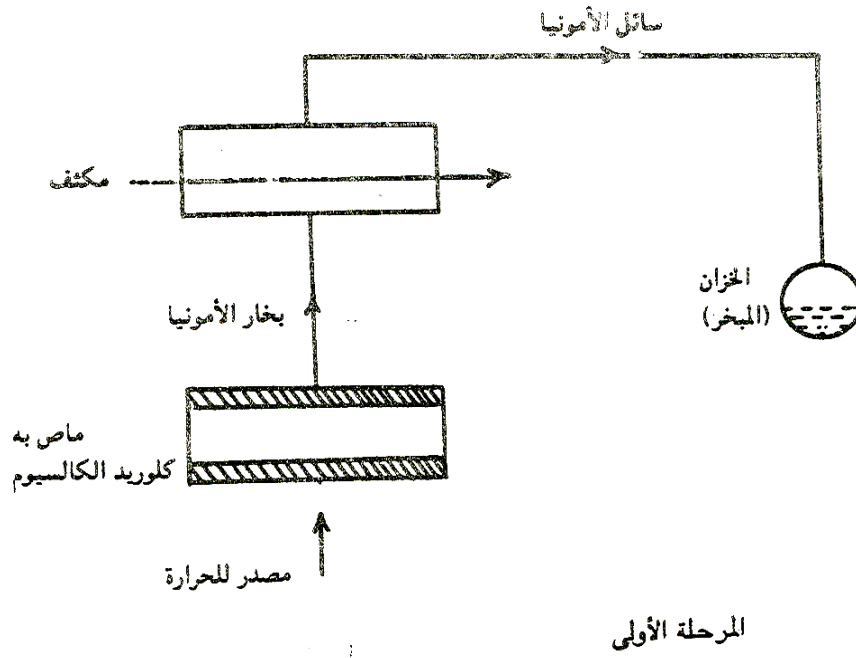 سائل الأمونيا
مكثف
الخزان
(المبخر)
بخار الأمونيا
ماص به
كلوريد الكالسيوم
مصدر للحرارة
المرحلة الأولى